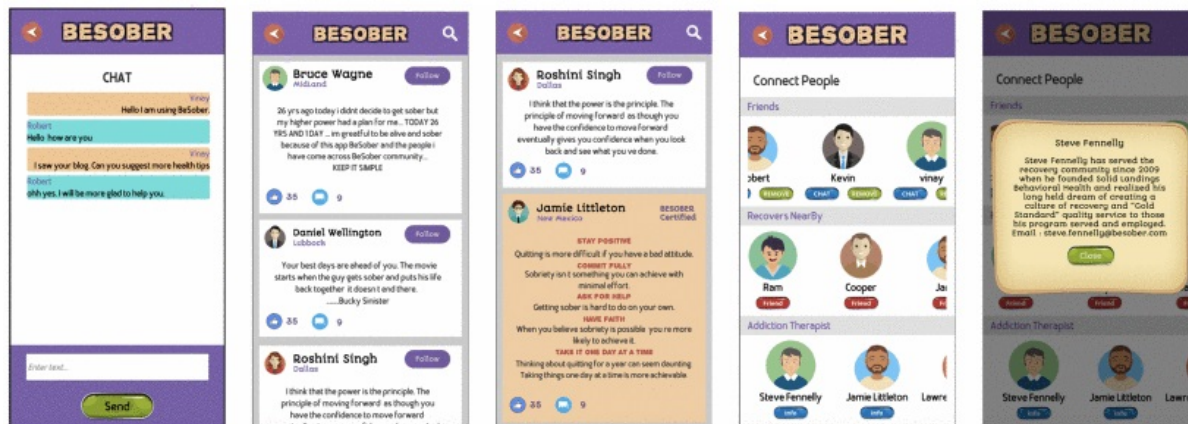 BESOBER
CHAT
Viney
Hello I am using BeSober.
Robert
Hello how are you
Viney
I saw your blog. Can you suggest more health tips
Robert
ohh yes. I will be more glad to help you.
Enter text...
Send
BESOBER
Bruce Wayne
Follow
Midland
26 yrs ago today i didnt decide to get sober but
my higher power had a plan for me... TODAY 26
YRS AND 1 DAY ... im greatful to be alive and sober
because of this app BeSober and the people i
have come across BeSober community...
KEEP IT SIMPLE
35 9
Daniel Wellington
Follow
Lubbock
Your best days are ahead of you. The movie
starts when the guy gets sober and puts his life
back together it doesn t end there.
......Bucky Sinister
35 9
Roshini Singh
Follow
Dallas
I think that the power is the principle. The
principle of moving forward as though you
have the confidence to move forward
BESOBER
Roshini Singh
Follow
Dallas
I think that the power is the principle. The
principle of moving forward as though you
have the confidence to move forward
eventually gives you confidence when you look
back and see what you ve done.
35 9
Jamie Littleton
BESOBER
Certified
New Mexico
STAY POSITIVE
Quitting is more difficult if you have a bad attitude.
COMMIT FULLY
Sobriety isn t something you can achieve with
minimal effort.
ASK FOR HELP
Getting sober is hard to do on your own.
HAVE FAITH
When you believe sobriety is possible you re more
likely to achieve it.
TAKE IT ONE DAY AT A TIME
Thinking about quitting for a year can seem daunting
Taking things one day at a time is more achievable
35 9
BESOBER
Connect People
Friends
obert Kevin vinay
REMOVE CHAT REMOVE CHAT REMOVE
Recovers NearBy
Ram Cooper Ja
Friend Friend
Addiction Therapist
Steve Fennelly Jamie Littleton Lawre
Info Info
BESOBER
Connect People
Friends
Steve Fennelly
Steve Fennelly has served the
recovery community since 2009
when he founded Solid Landings
Behavioral Health and realized his
long held dream of creating a
culture of recovery and "Gold
Standard" quality service to those
his program served and employed.
Email : steve.fennelly@besober.com
Close
Friend Friend
Addiction Therapist
Steve Fennelly Jamie Littleton Lawre
Info Info